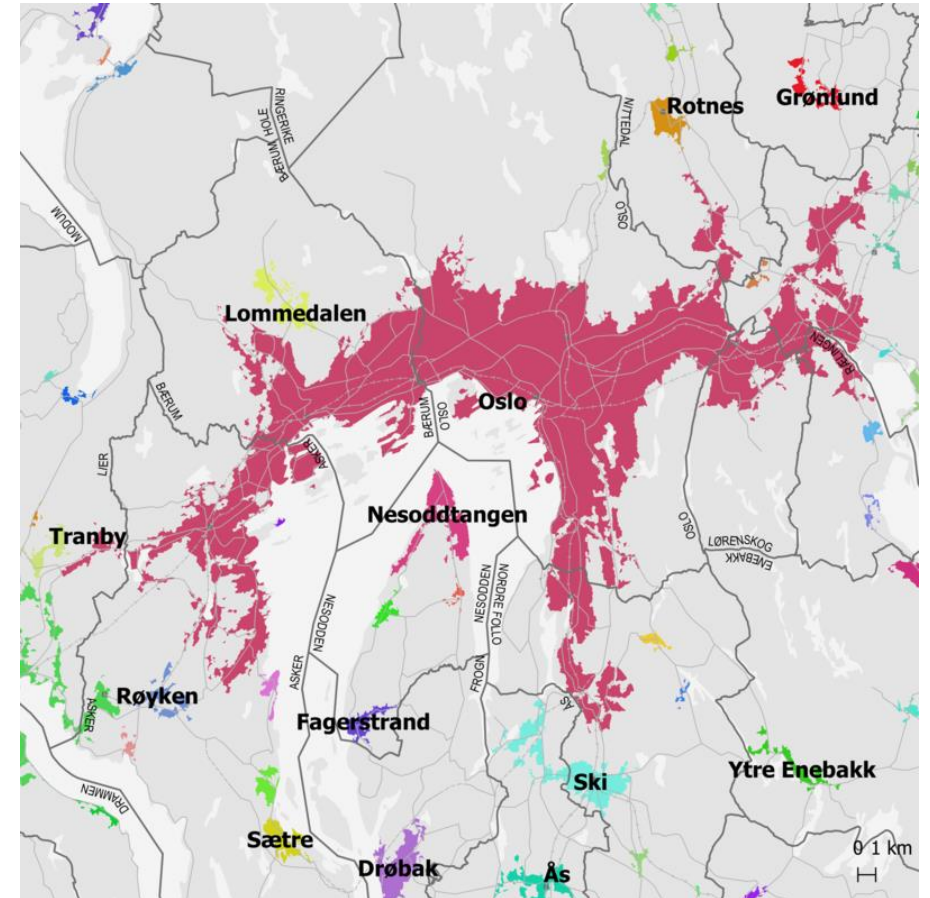 Rotnes
Grønlund
RINGERIKE
BÆRUM HOLE
NITTEDAL
OSLO
MODUM
Lommedalen
RÆLINGEN
BÆRUM
Oslo
BÆRUM
OSLO
ASKER
LIER
Nesoddtangen
Tranby
OSLO
LØRENSKOG
ENEBAKK
NESODDEN
NORDRE FOLLO
NESODDEN
ASKER
FROGN
Røyken
ASKER
ÅS
Fagerstrand
Ytre Enebakk
Ski
DRAMMEN
Sætre
0 1 km
Drøbak
Ås